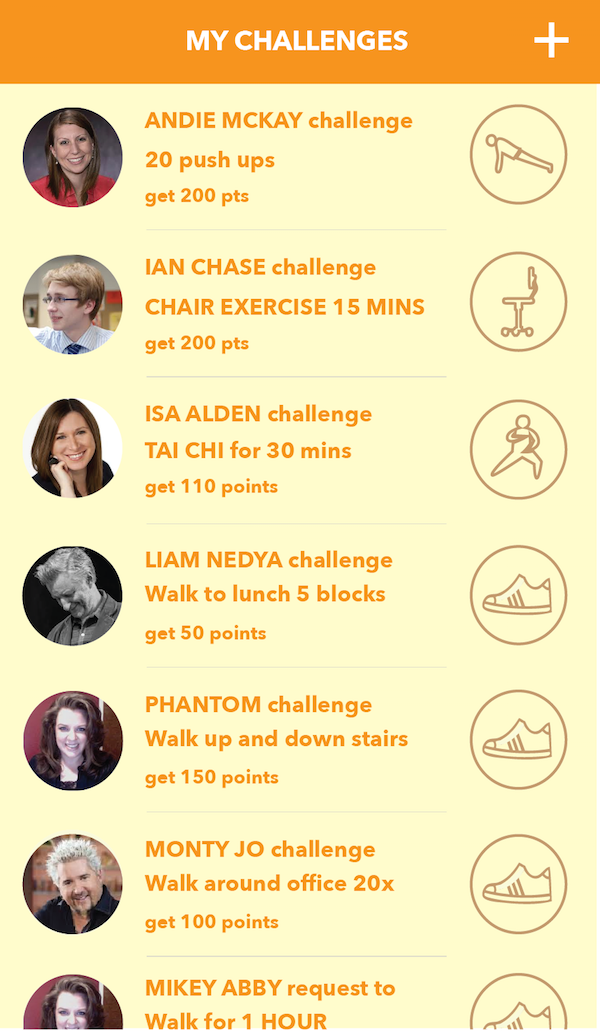 MY CHALLENGES
ANDIE MCKAY challenge
20 push ups
get 200 pts
IAN CHASE challenge
CHAIR EXERCISE 15 MINS
get 200 pts
ISA ALDEN challenge
TAI CHI for 30 mins
get 110 points
LIAM NEDYA challenge
Walk to lunch 5 blocks
get 50 points
PHANTOM challenge
Walk up and down stairs
get 150 points
MONTY JO challenge
Walk around office 20x
get 100 points
MIKEY ABBY request to
Walk for 1 HOUR